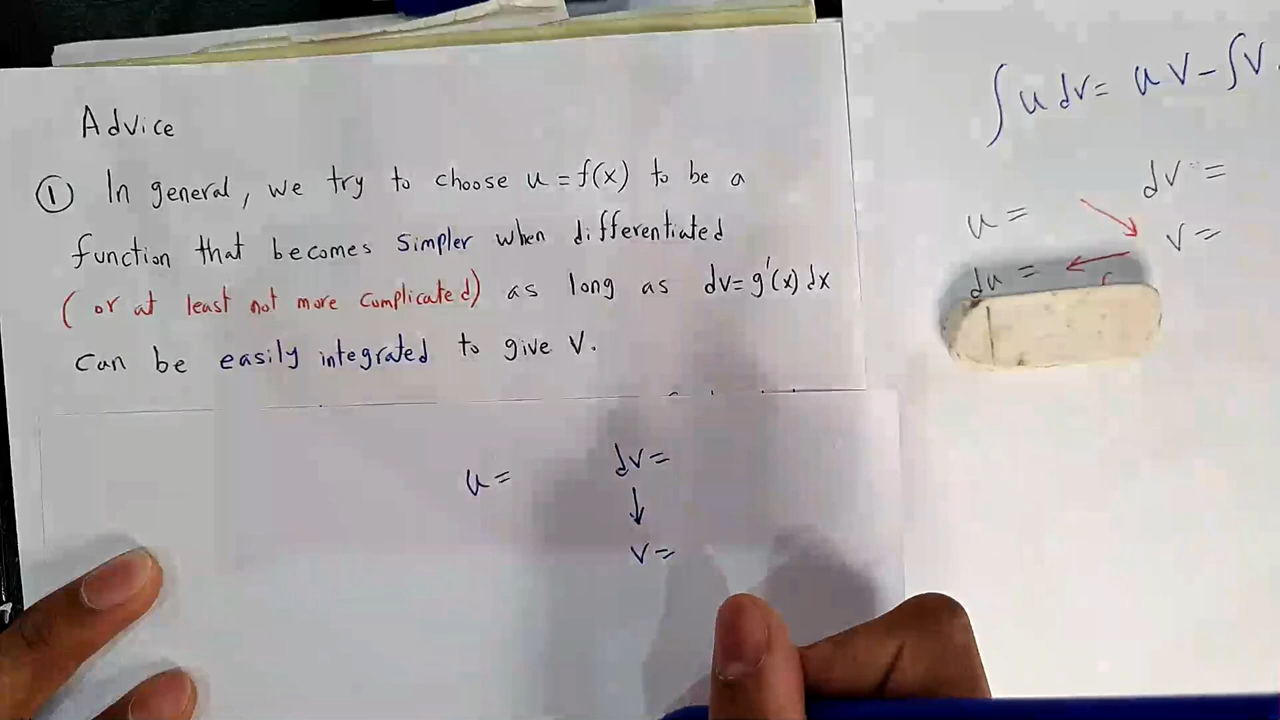 Advice
① In general, we try to choose u = f(x) to be a
function that becomes simpler when differentiated
(or at least not more complicated) as long as dv = g'(x) dx
can be easily integrated to give v.
u =
dv =
↓
v =
∫ u dv = u v - ∫ v
dv =
u =
v =
du =